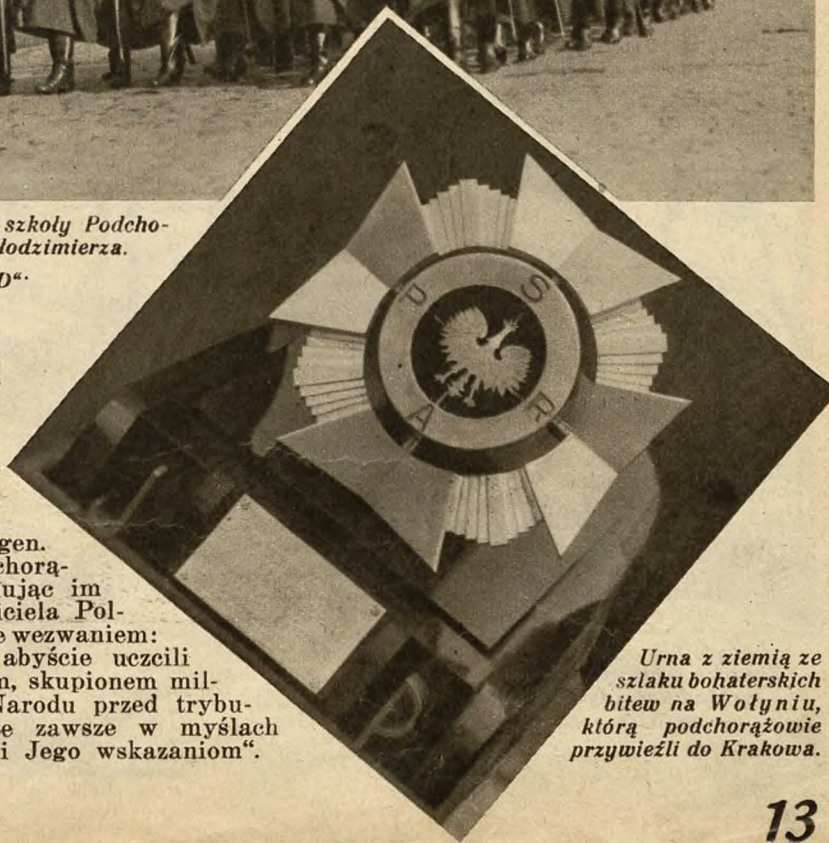 szkoły Podcho-
łodzimierza.
D“.
P S
A R
gen.
chorą-
ując im
iciela Pol-
e wezwaniem:
abyście uczcili
m, skupionem mil-
Narodu przed trybu-
e zawsze w myślach
i Jego wskazaniom“.
Urna z ziemią ze
szlaku bohaterskich
bitew na Wołyniu,
którą podchorążowie
przywieźli do Krakowa.
13